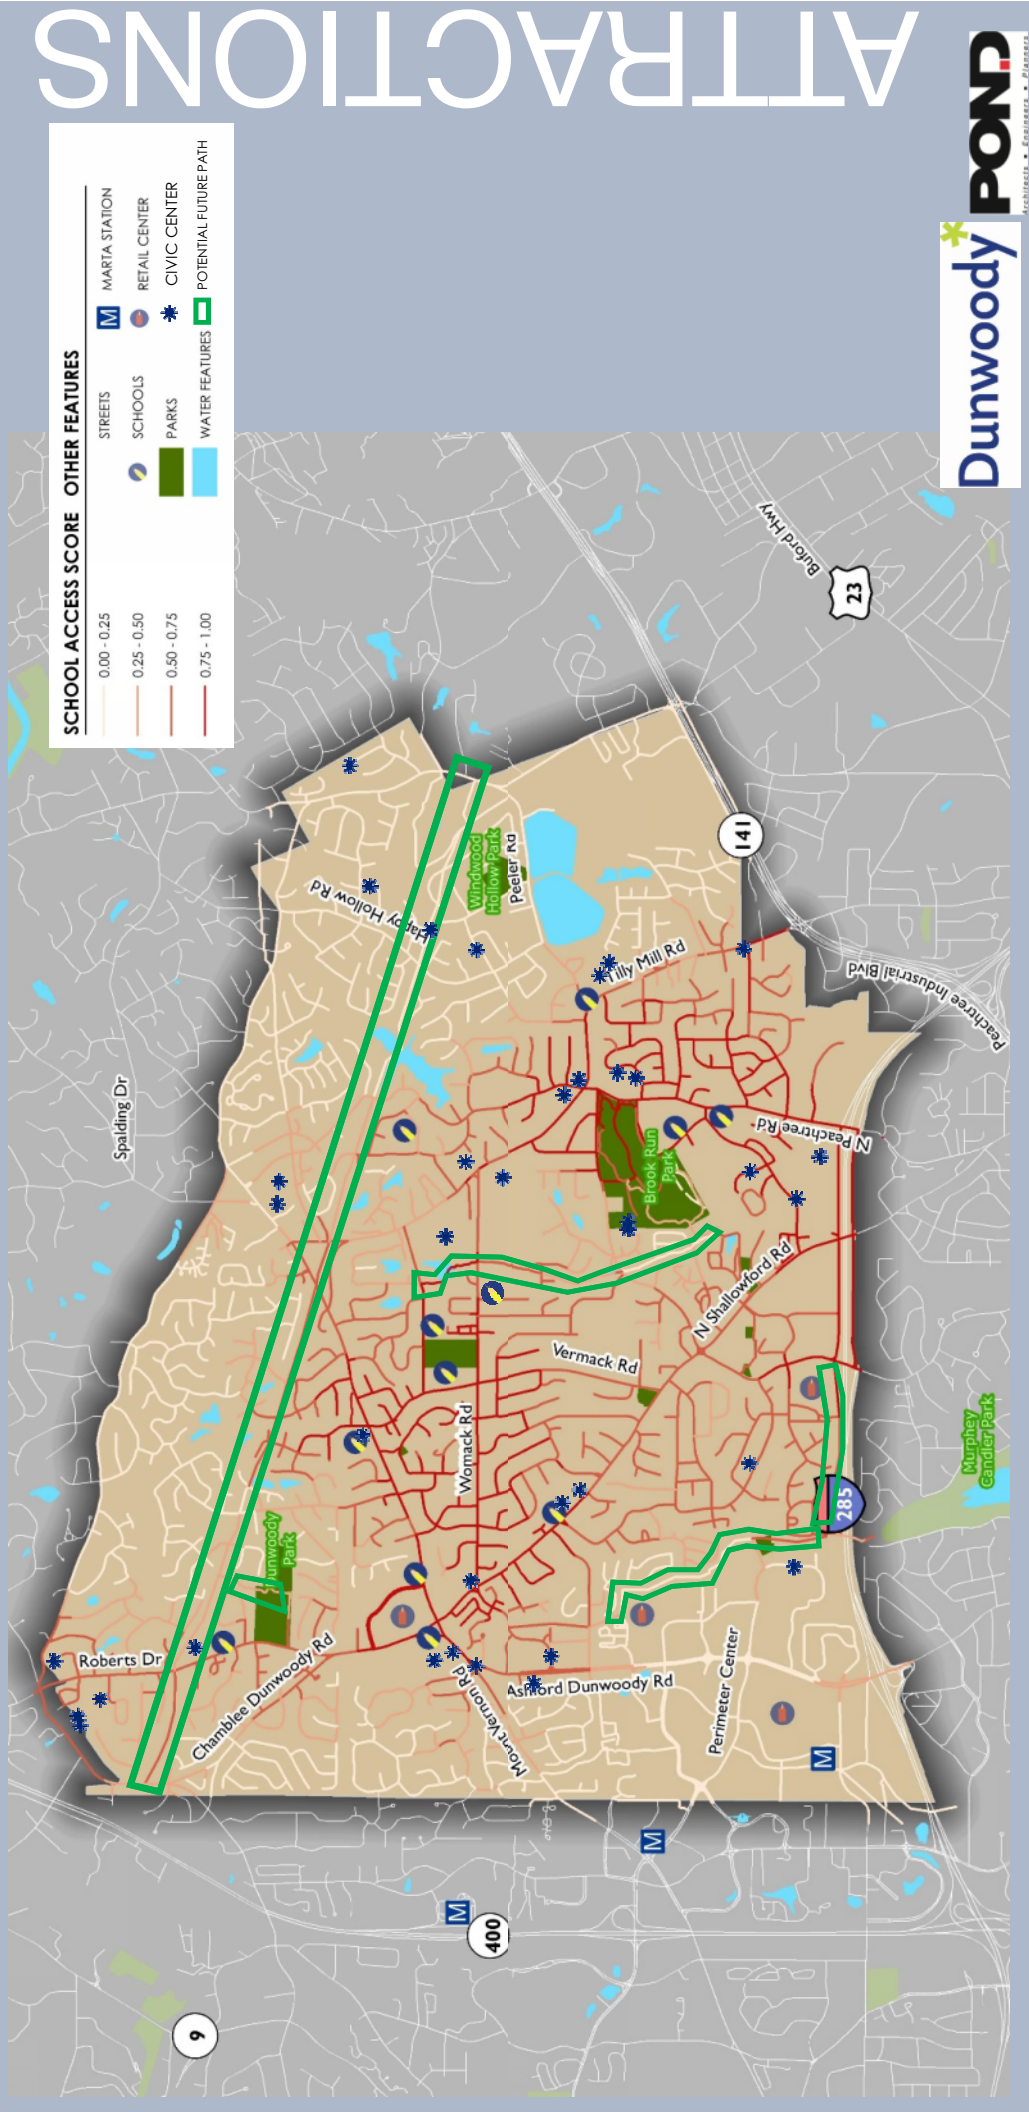 ATTRACTIONS
SCHOOL ACCESS SCORE
0.00 - 0.25
0.25 - 0.50
0.50 - 0.75
0.75 - 1.00
OTHER FEATURES
STREETS
SCHOOLS
PARKS
WATER FEATURES
M MARTA STATION
RETAIL CENTER
CIVIC CENTER
POTENTIAL FUTURE PATH
POND
Architects • Engineers • Planners
Dunwoody
9
400
M
M
M
Roberts Dr
Spalding Dr
Chamblee Dunwoody Rd
Dunwoody
Park
Mount Vernon Rd
Ashford Dunwoody Rd
Perimeter Center
Womack Rd
Vermack Rd
N Shallowford Rd
Brook Run
Park
N Peachtree Rd
Tilly Mill Rd
Happy Hollow Rd
Windwood
Hollow Park
Peeler Rd
141
Peachtree Industrial Blvd
Buford Hwy
23
285
Murphey
Candler Park